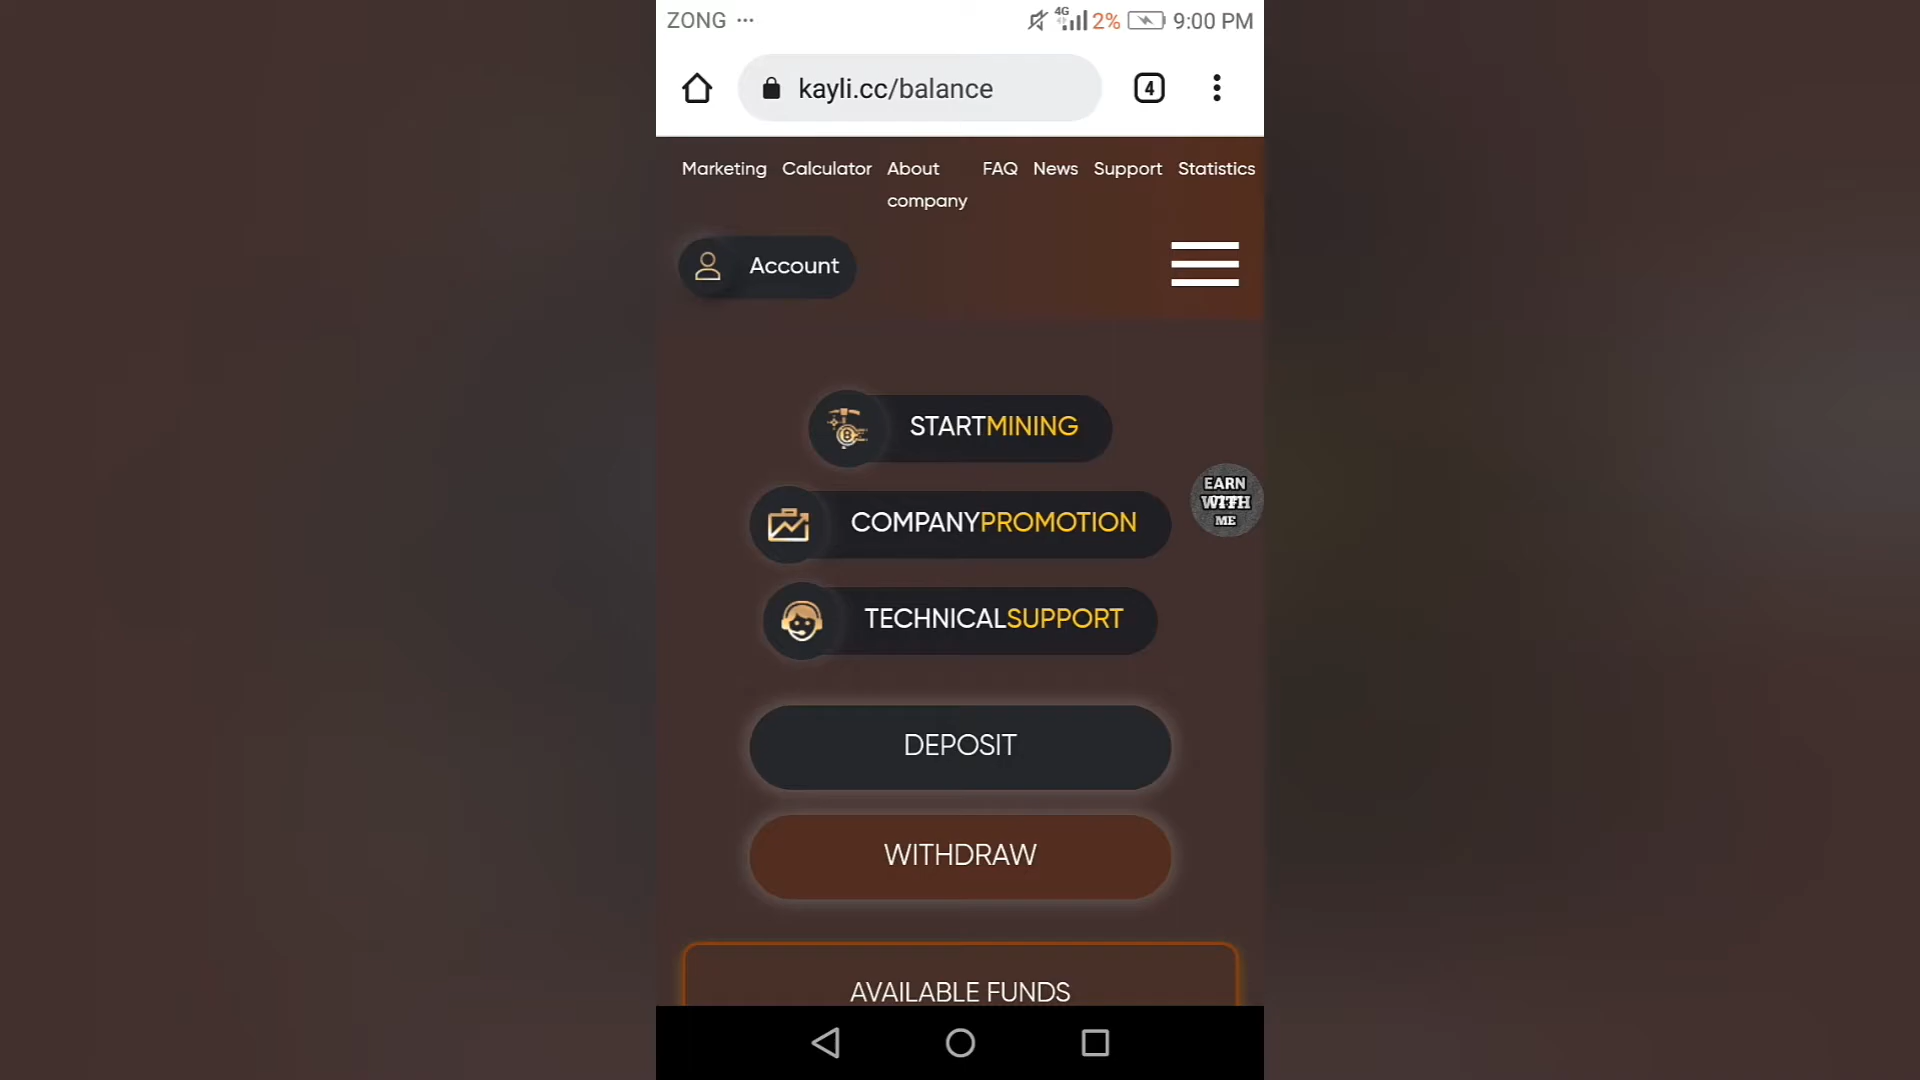 ZONG ...
4G 2% 9:00 PM
kayli.cc/balance
4
Marketing Calculator About company FAQ News Support Statistics
Account
STARTMINING
COMPANYPROMOTION
EARN
WITH
ME
TECHNICALSUPPORT
DEPOSIT
WITHDRAW
AVAILABLE FUNDS